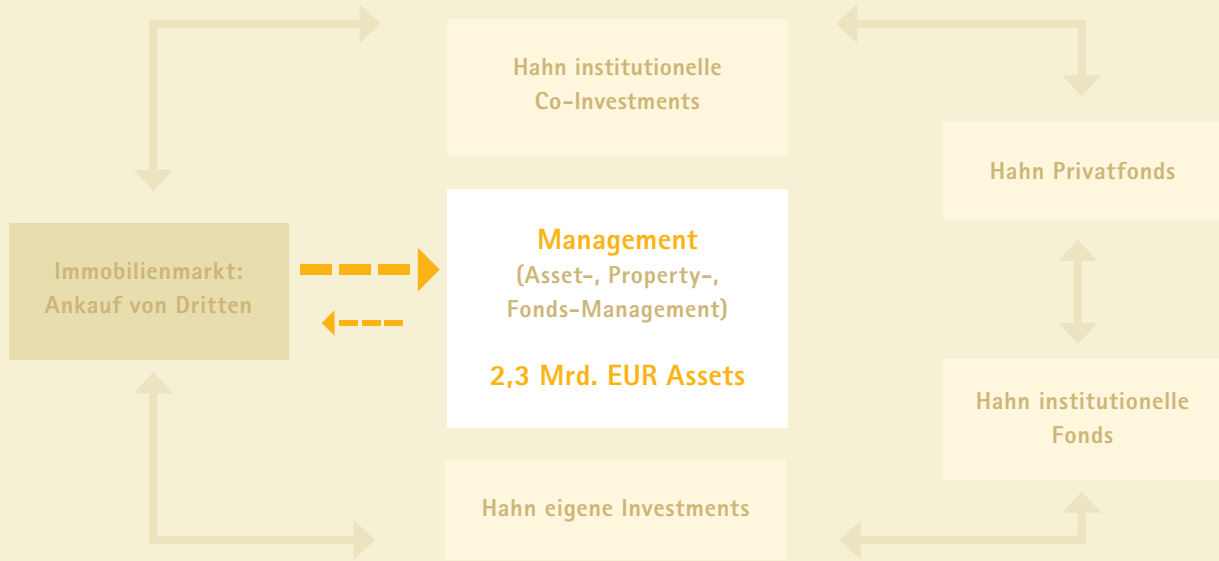 Hahn institutionelle
Co-Investments
Hahn Privatfonds
Immobilienmarkt:
Ankauf von Dritten
Management
(Asset-, Property-,
Fonds-Management)
2,3 Mrd. EUR Assets
Hahn institutionelle
Fonds
Hahn eigene Investments